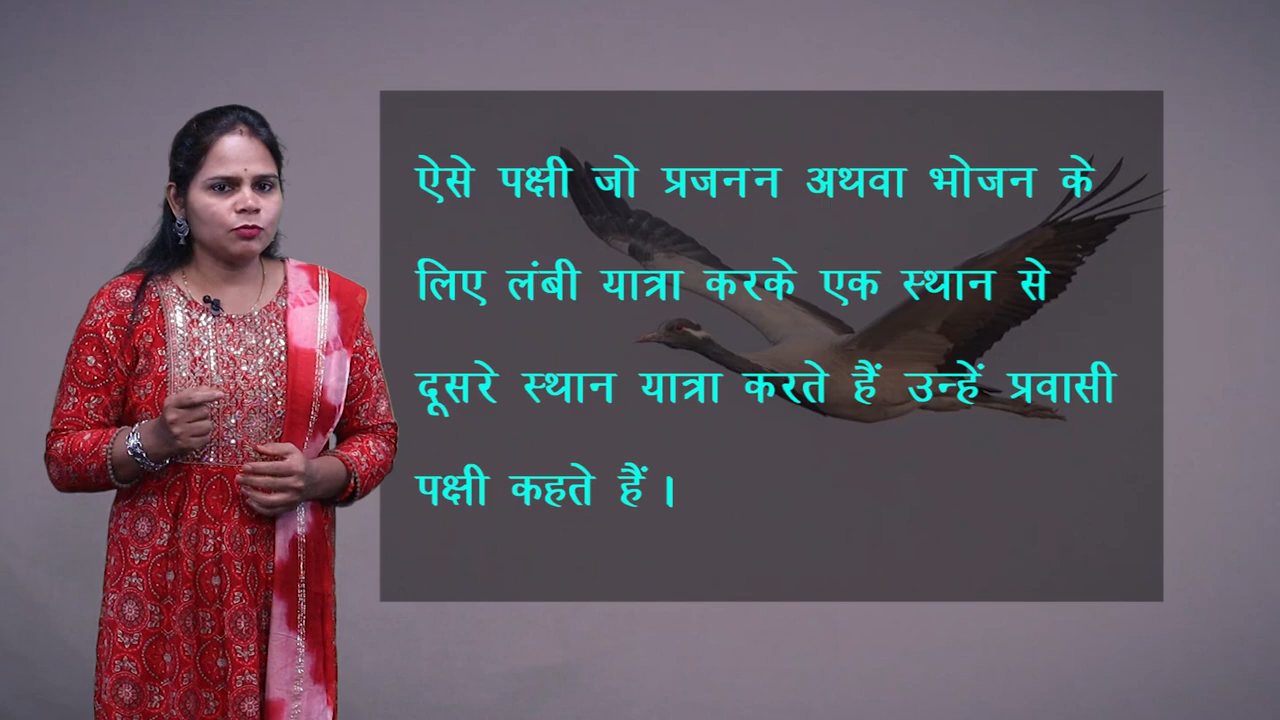 ऐसे पक्षी जो प्रजनन अथवा भोजन के
लिए लंबी यात्रा करके एक स्थान से
दूसरे स्थान यात्रा करते हैं उन्हें प्रवासी
पक्षी कहते हैं।